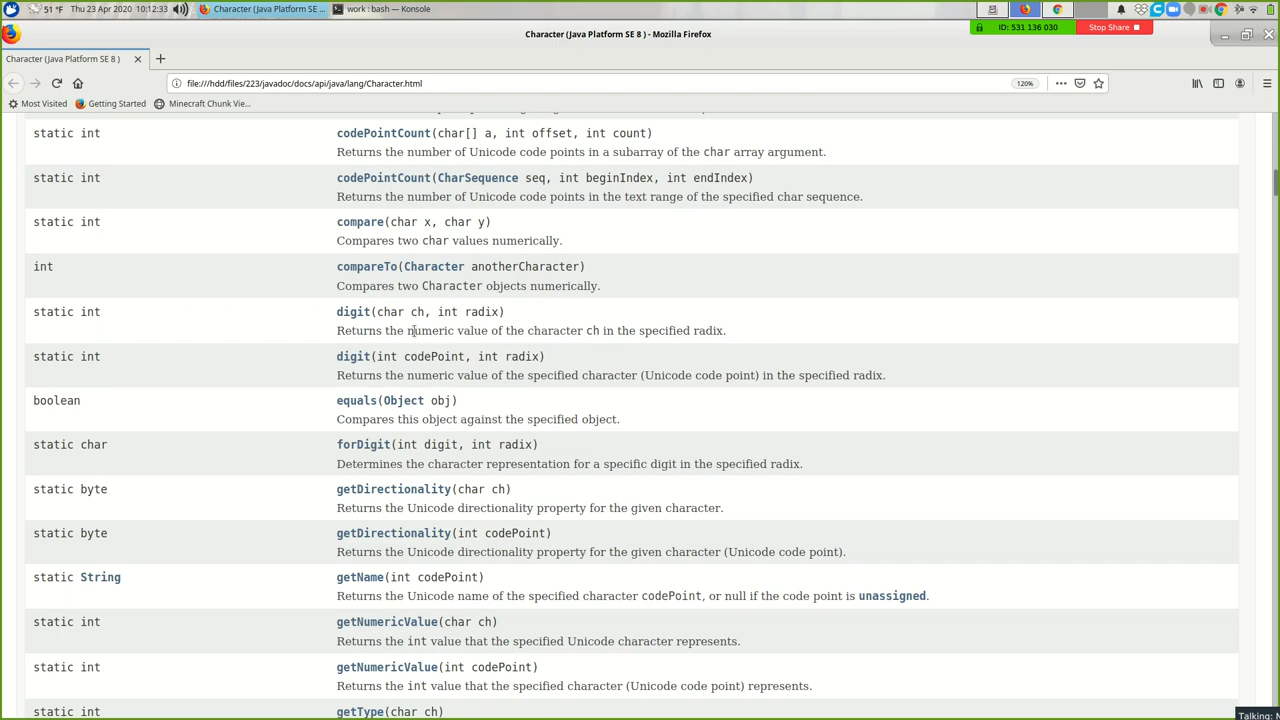 51 °F Thu 23 Apr 2020 10:12:33 Character (Java Platform SE ... work : bash — Konsole
Character (Java Platform SE 8 ) - Mozilla Firefox
ID: 531 136 030 Stop Share
Character (Java Platform SE 8 )
file:///hdd/files/223/javadoc/docs/api/java/lang/Character.html 120%
Most Visited Getting Started Minecraft Chunk Vie...
static int codePointCount(char[] a, int offset, int count)
Returns the number of Unicode code points in a subarray of the char array argument.
static int codePointCount(CharSequence seq, int beginIndex, int endIndex)
Returns the number of Unicode code points in the text range of the specified char sequence.
static int compare(char x, char y)
Compares two char values numerically.
int compareTo(Character anotherCharacter)
Compares two Character objects numerically.
static int digit(char ch, int radix)
Returns the numeric value of the character ch in the specified radix.
static int digit(int codePoint, int radix)
Returns the numeric value of the specified character (Unicode code point) in the specified radix.
boolean equals(Object obj)
Compares this object against the specified object.
static char forDigit(int digit, int radix)
Determines the character representation for a specific digit in the specified radix.
static byte getDirectionality(char ch)
Returns the Unicode directionality property for the given character.
static byte getDirectionality(int codePoint)
Returns the Unicode directionality property for the given character (Unicode code point).
static String getName(int codePoint)
Returns the Unicode name of the specified character codePoint, or null if the code point is unassigned.
static int getNumericValue(char ch)
Returns the int value that the specified Unicode character represents.
static int getNumericValue(int codePoint)
Returns the int value that the specified character (Unicode code point) represents.
static int getType(char ch)
Talking: